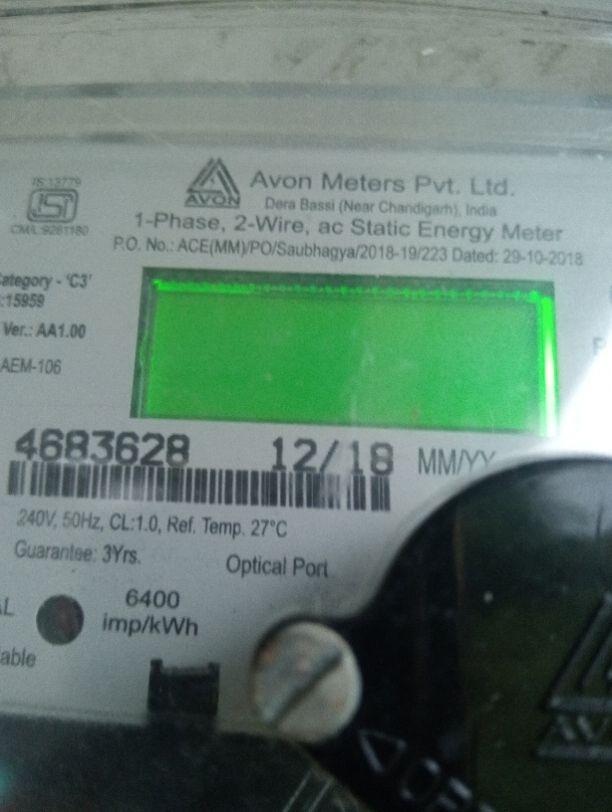 IS:13779
CM/L 9261180
AVON
Avon Meters Pvt. Ltd.
Dera Bassi (Near Chandigarh), India
1-Phase, 2-Wire, ac Static Energy Meter
P.O. No.: ACE(MM)/PO/Saubhagya/2018-19/223 Dated: 29-10-2018
ategory - 'C3'
:15959
Ver.: AA1.00
AEM-106
4683628 12/18 MM/YY
240V, 50Hz, CL:1.0, Ref. Temp. 27°C
Guarantee: 3Yrs.
Optical Port
6400
imp/kWh